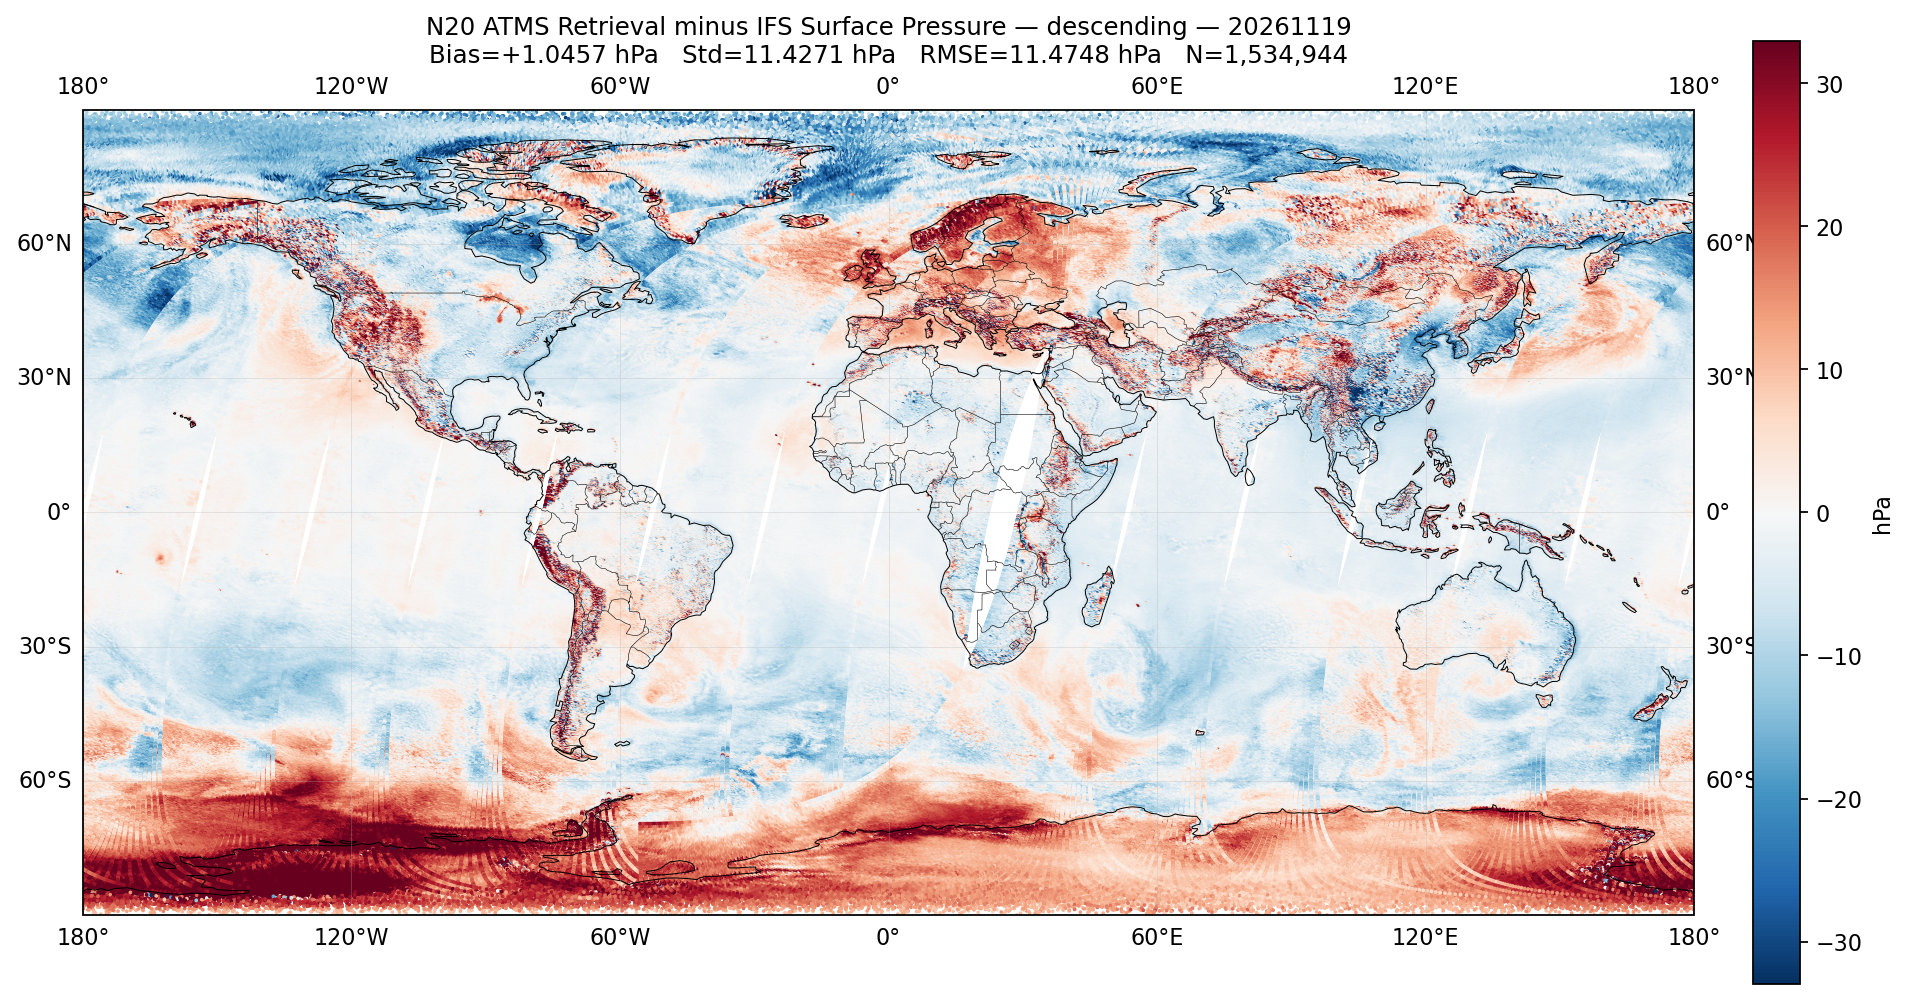 N20 ATMS Retrieval minus IFS Surface Pressure — descending — 20261119
Bias=+1.0457 hPa   Std=11.4271 hPa   RMSE=11.4748 hPa   N=1,534,944
180° 120°W 60°W 0° 60°E 120°E 180°
60°N 60°N
30°N 30°N
0° 0°
30°S 30°S
60°S 60°S
180° 120°W 60°W 0° 60°E 120°E 180°
30
20
10
0
−10
−20
−30
hPa